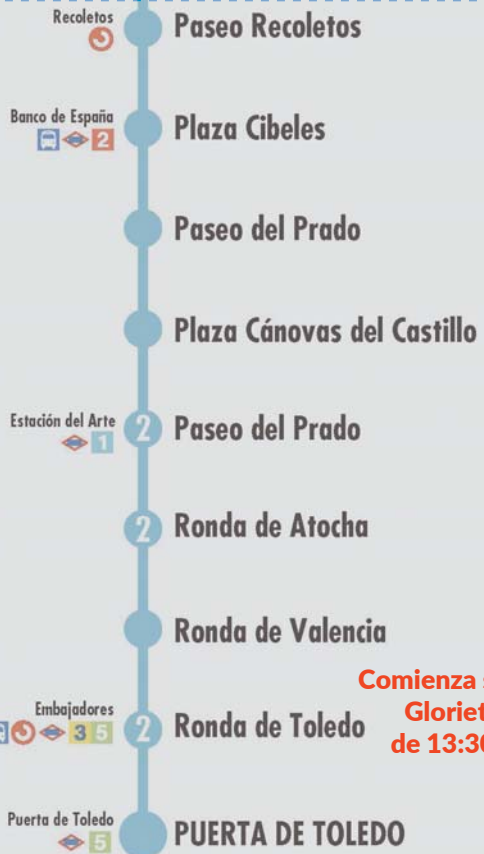 Recoletos
Paseo Recoletos
Banco de España
2
Plaza Cibeles
Paseo del Prado
Plaza Cánovas del Castillo
Estación del Arte
1
2
Paseo del Prado
2
Ronda de Atocha
Ronda de Valencia
Comienza
Gloriet
de 13:30
Embajadores
3 5
2
Ronda de Toledo
Puerta de Toledo
5
PUERTA DE TOLEDO